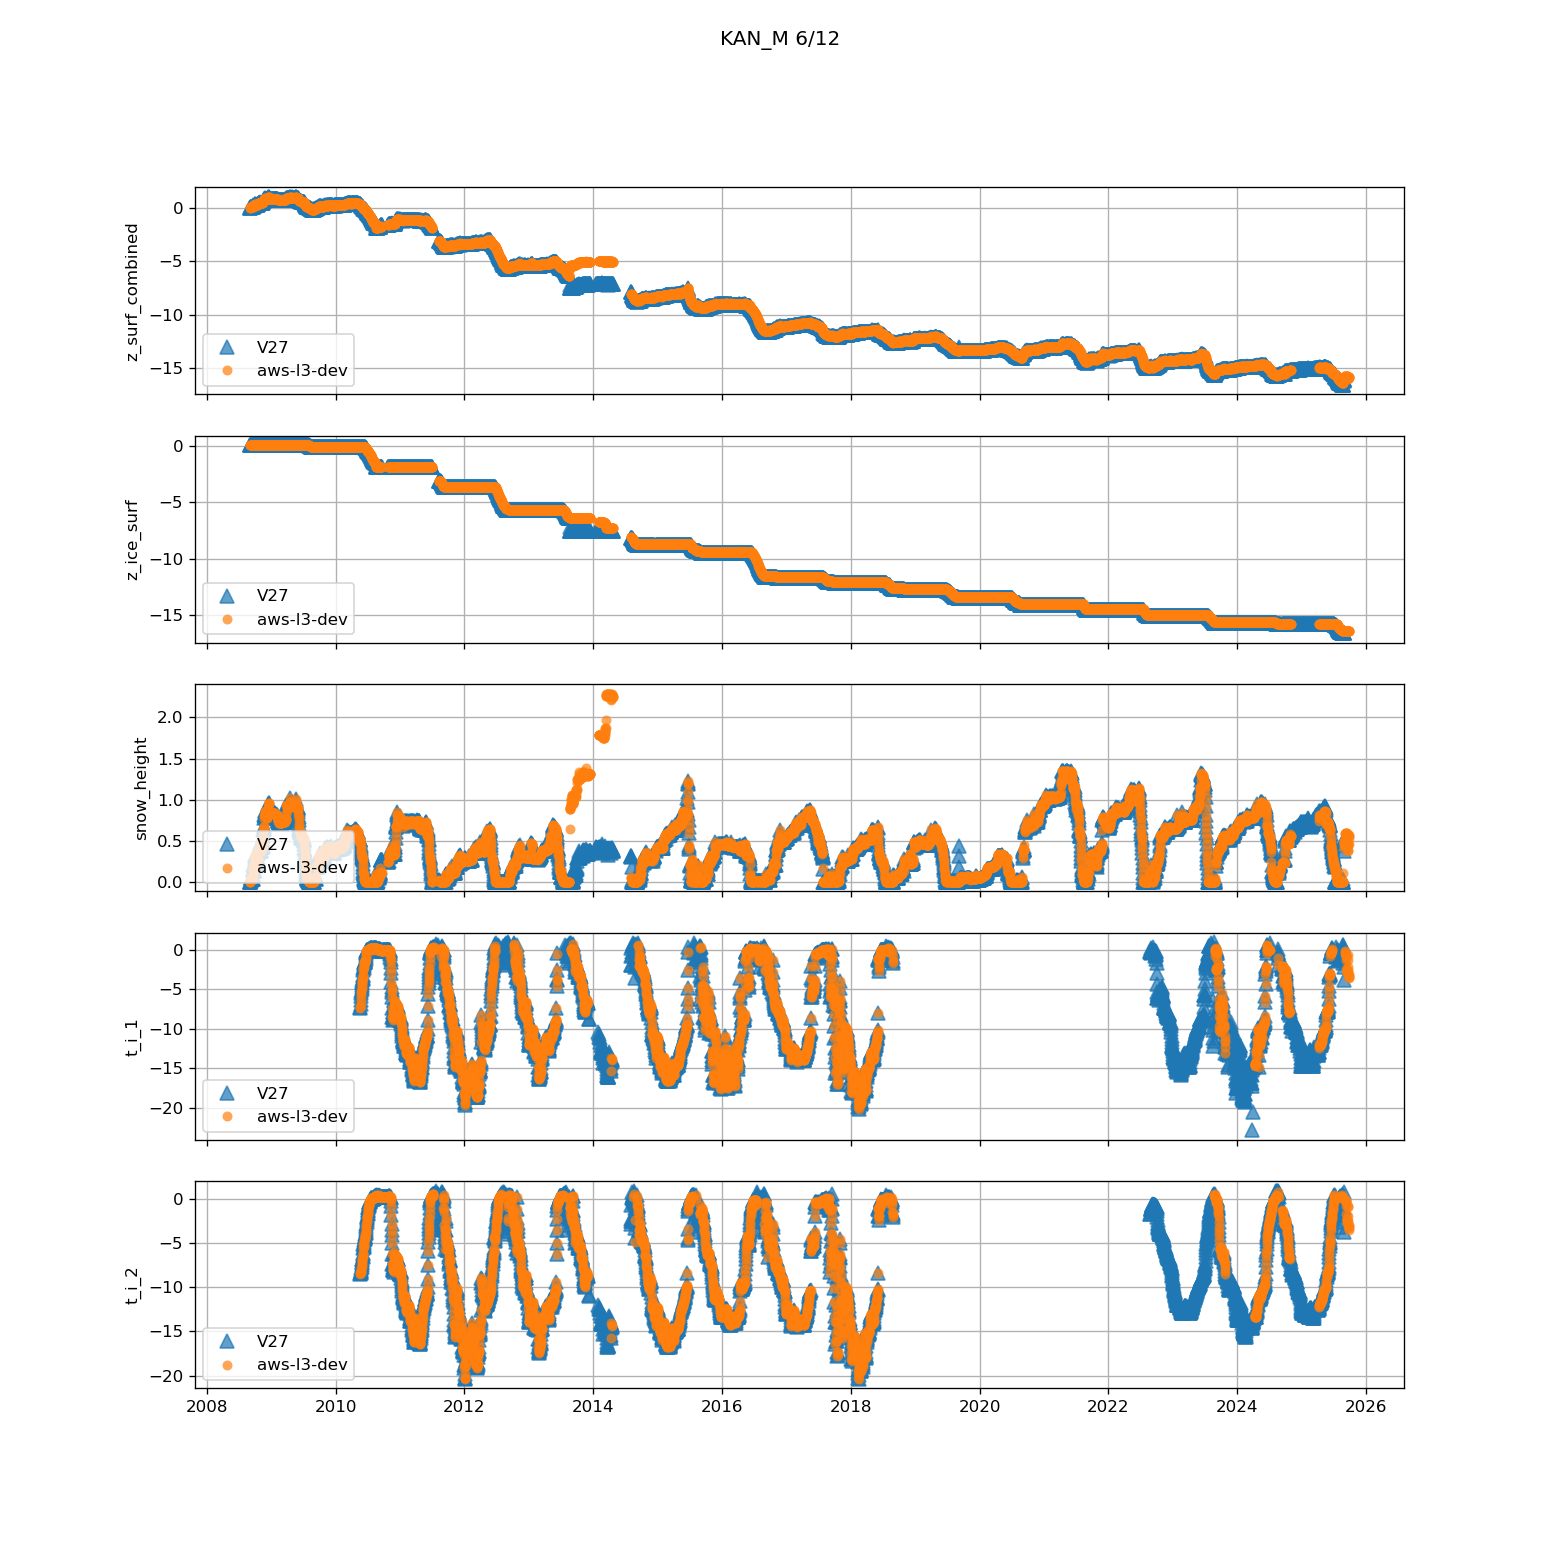 KAN_M 6/12
z_surf_combined
0
−5
−10
−15
V27
aws-l3-dev
z_ice_surf
0
−5
−10
−15
V27
aws-l3-dev
snow_height
2.0
1.5
1.0
0.5
0.0
V27
aws-l3-dev
t_i_1
0
−5
−10
−15
−20
V27
aws-l3-dev
t_i_2
0
−5
−10
−15
−20
V27
aws-l3-dev
2008 2010 2012 2014 2016 2018 2020 2022 2024 2026